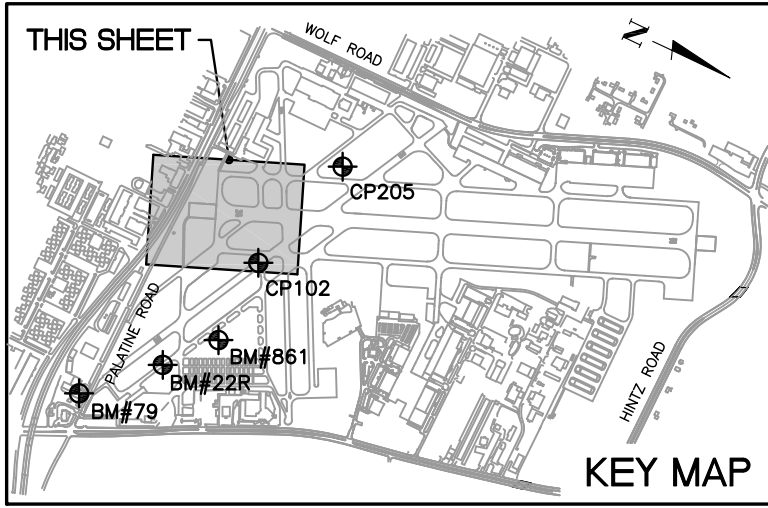 THIS SHEET
WOLF ROAD
N
CP205
CP102
PALATINE ROAD
BM#861
BM#22R
BM#79
HINTZ ROAD
KEY MAP